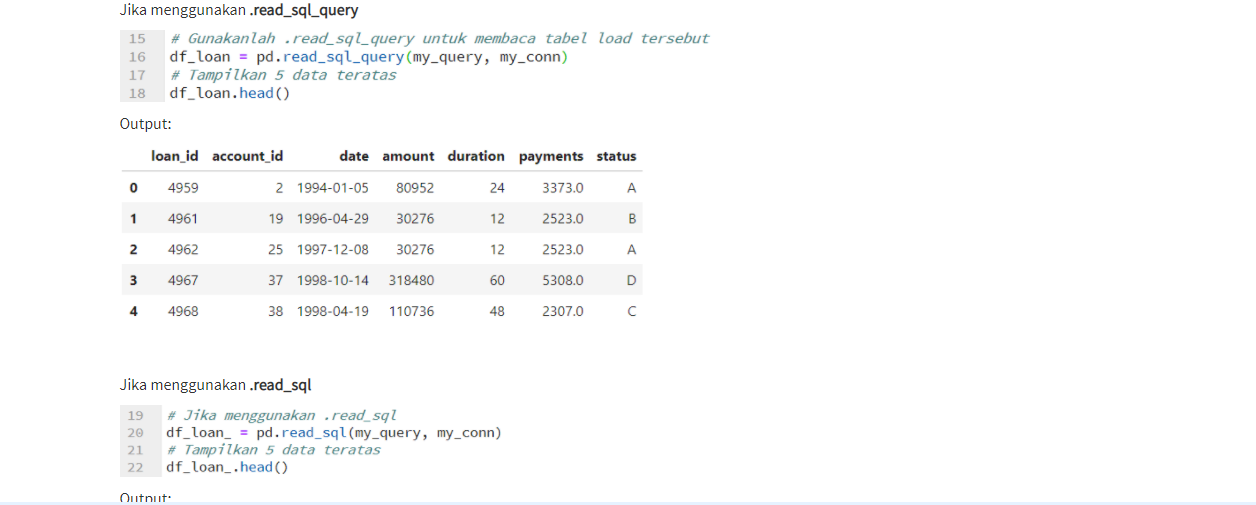 Jika menggunakan .read_sql_query
15 # Gunakanlah .read_sql_query untuk membaca tabel load tersebut
16 df_loan = pd.read_sql_query(my_query, my_conn)
17 # Tampilkan 5 data teratas
18 df_loan.head()
Output:
loan_id account_id date amount duration payments status
0 4959 2 1994-01-05 80952 24 3373.0 A
1 4961 19 1996-04-29 30276 12 2523.0 B
2 4962 25 1997-12-08 30276 12 2523.0 A
3 4967 37 1998-10-14 318480 60 5308.0 D
4 4968 38 1998-04-19 110736 48 2307.0 C
Jika menggunakan .read_sql
19 # Jika menggunakan .read_sql
20 df_loan_ = pd.read_sql(my_query, my_conn)
21 # Tampilkan 5 data teratas
22 df_loan_.head()
Output: